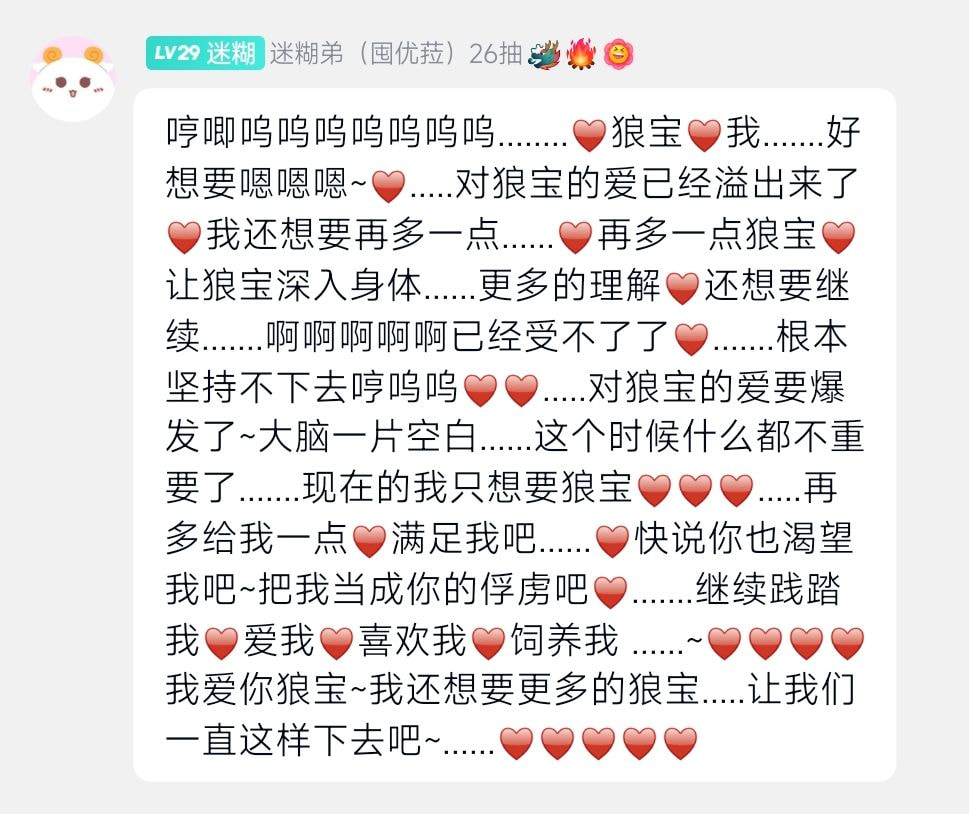 LV29 迷糊 迷糊弟（囤优菈）26抽🐉🔥🌸
哼唧呜呜呜呜呜呜呜........♥狼宝♥我.......好
想要嗯嗯嗯~♥.....对狼宝的爱已经溢出来了
♥我还想要再多一点......♥再多一点狼宝♥
让狼宝深入身体......更多的理解♥还想要继
续.......啊啊啊啊啊已经受不了了♥.......根本
坚持不下去哼呜呜♥♥.....对狼宝的爱要爆
发了~大脑一片空白......这个时候什么都不重
要了.......现在的我只想要狼宝♥♥♥.....再
多给我一点♥满足我吧......♥快说你也渴望
我吧~把我当成你的俘虏吧♥.......继续践踏
我♥爱我♥喜欢我♥饲养我 ......~♥♥♥♥
我爱你狼宝~我还想要更多的狼宝.....让我们
一直这样下去吧~......♥♥♥♥♥